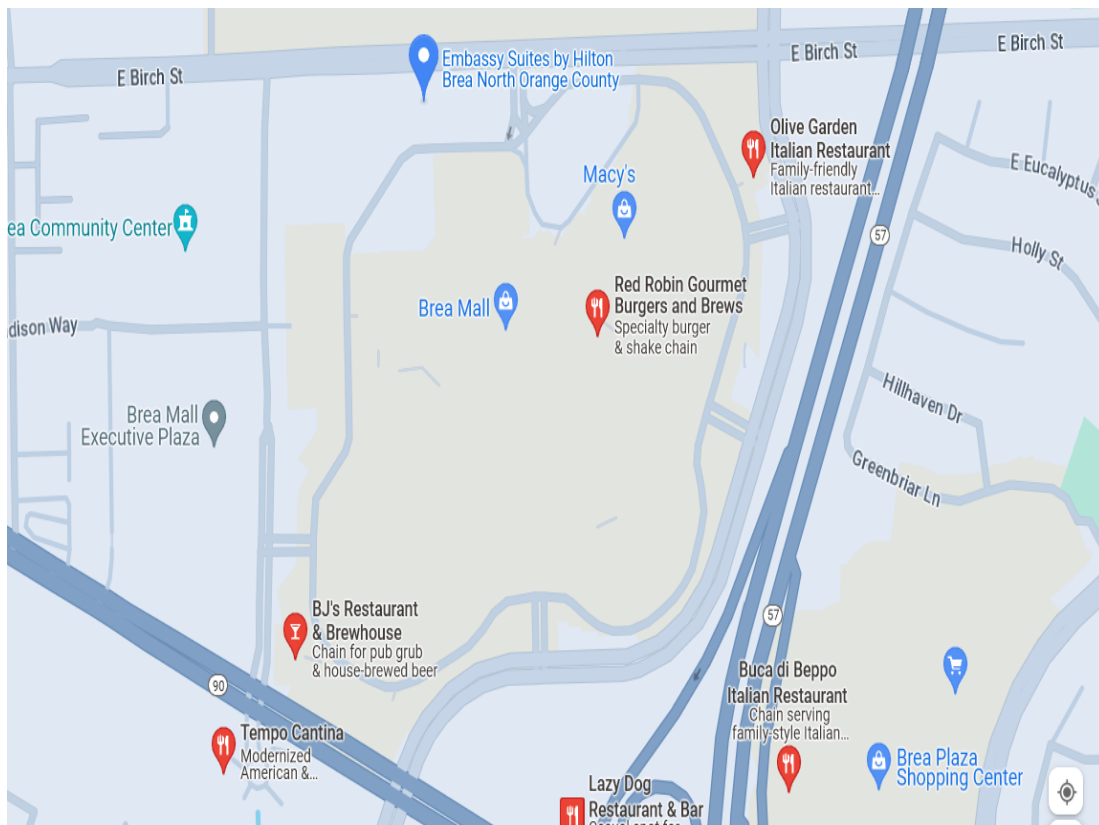 E Birch St
E Birch St
E Birch St
Embassy Suites by Hilton
Brea North Orange County
Olive Garden
Italian Restaurant
Family-friendly
Italian restaurant...
E Eucalyptus
Macy's
ea Community Center
57
Holly St
Brea Mall
Red Robin Gourmet
Burgers and Brews
Specialty burger
& shake chain
dison Way
Hillhaven Dr
Brea Mall
Executive Plaza
Greenbriar Ln
BJ's Restaurant
& Brewhouse
Chain for pub grub
& house-brewed beer
57
90
Buca di Beppo
Italian Restaurant
Chain serving
family-style Italian...
Tempo Cantina
Modernized
American &...
Brea Plaza
Shopping Center
Lazy Dog
Restaurant & Bar